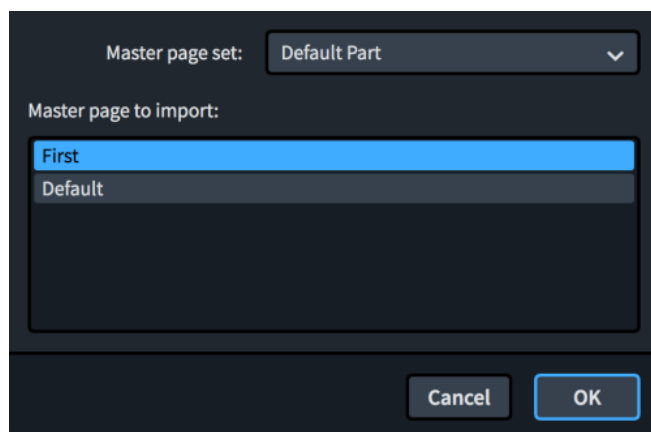 Master page set: Default Part
Master page to import:
First
Default
Cancel OK